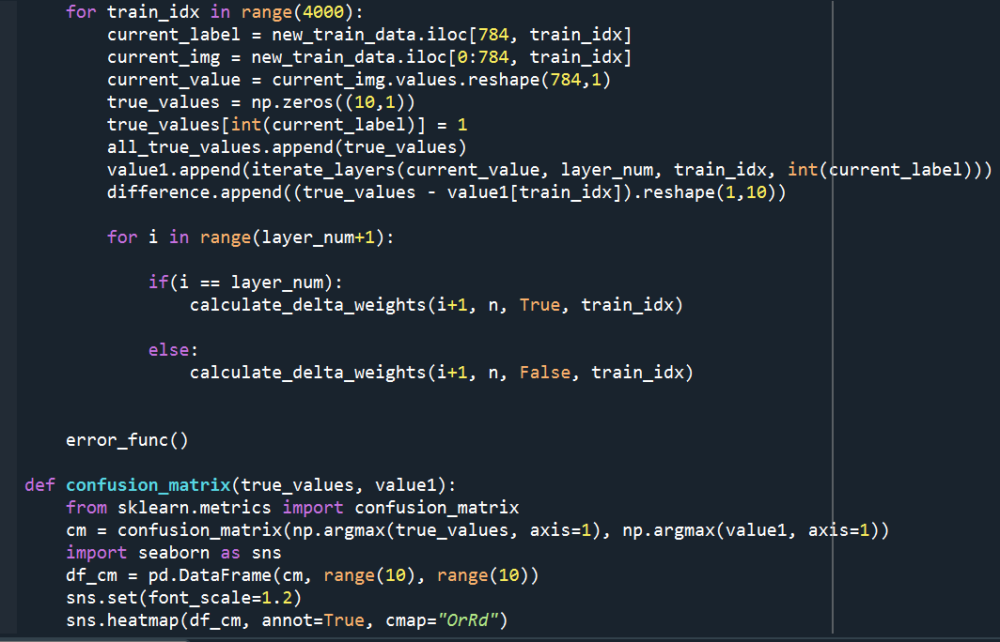 for train_idx in range(4000):
current_label = new_train_data.iloc[784, train_idx]
current_img = new_train_data.iloc[0:784, train_idx]
current_value = current_img.values.reshape(784,1)
true_values = np.zeros((10,1))
true_values[int(current_label)] = 1
all_true_values.append(true_values)
value1.append(iterate_layers(current_value, layer_num, train_idx, int(current_label)))
difference.append((true_values - value1[train_idx]).reshape(1,10))
for i in range(layer_num+1):
if(i == layer_num):
calculate_delta_weights(i+1, n, True, train_idx)
else:
calculate_delta_weights(i+1, n, False, train_idx)
error_func()
def confusion_matrix(true_values, value1):
from sklearn.metrics import confusion_matrix
cm = confusion_matrix(np.argmax(true_values, axis=1), np.argmax(value1, axis=1))
import seaborn as sns
df_cm = pd.DataFrame(cm, range(10), range(10))
sns.set(font_scale=1.2)
sns.heatmap(df_cm, annot=True, cmap="OrRd")